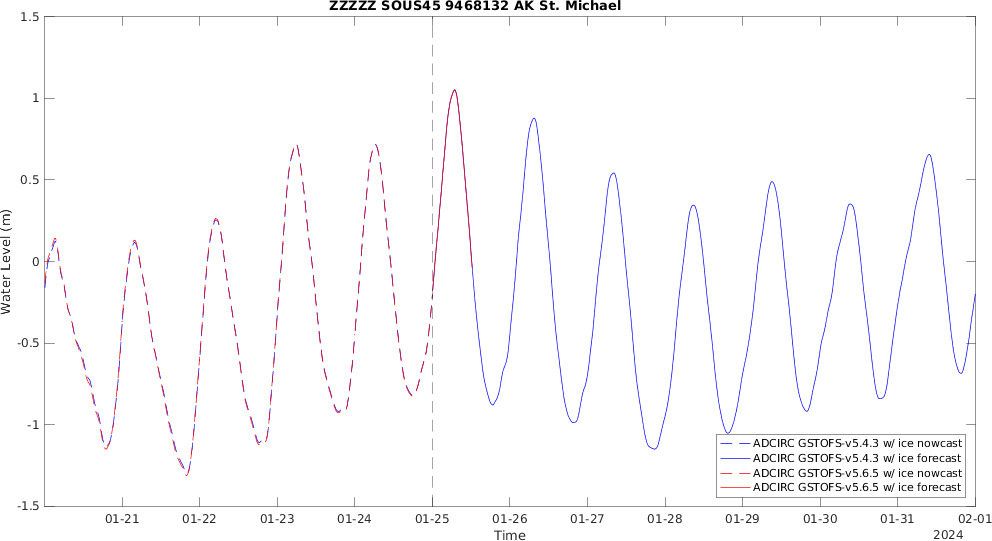 ZZZZZ SOUS45 9468132 AK St. Michael
1.5
1
0.5
0
-0.5
-1
-1.5
Water Level (m)
01-21 01-22 01-23 01-24 01-25 01-26 01-27 01-28 01-29 01-30 01-31 02-01
Time
2024
ADCIRC GSTOFS-v5.4.3 w/ ice nowcast
ADCIRC GSTOFS-v5.4.3 w/ ice forecast
ADCIRC GSTOFS-v5.6.5 w/ ice nowcast
ADCIRC GSTOFS-v5.6.5 w/ ice forecast